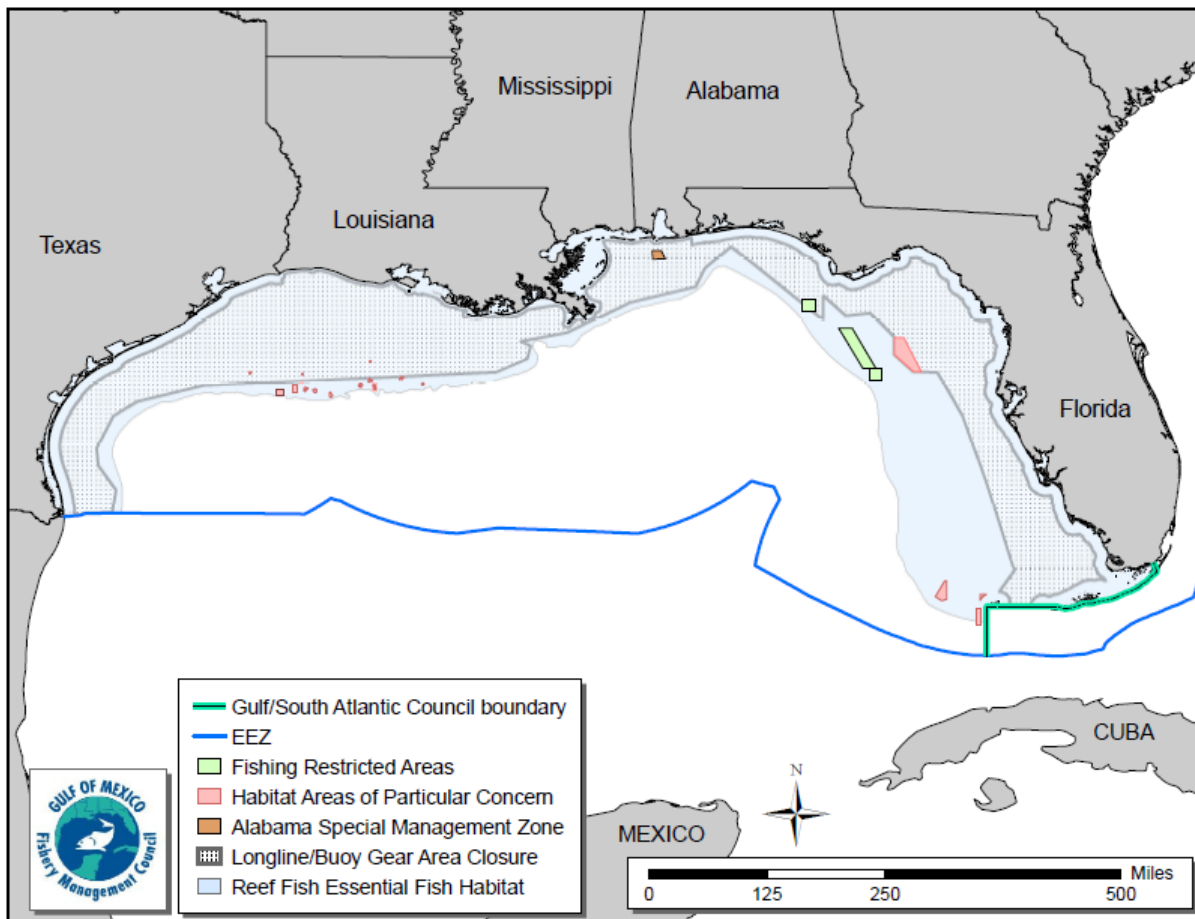 Mississippi
Alabama
Louisiana
Texas
Florida
Gulf/South Atlantic Council boundary
EEZ
Fishing Restricted Areas
Habitat Areas of Particular Concern
Alabama Special Management Zone
Longline/Buoy Gear Area Closure
Reef Fish Essential Fish Habitat
GULF OF MEXICO
Fishery Management Council
CUBA
N
MEXICO
Miles
0 125 250 500